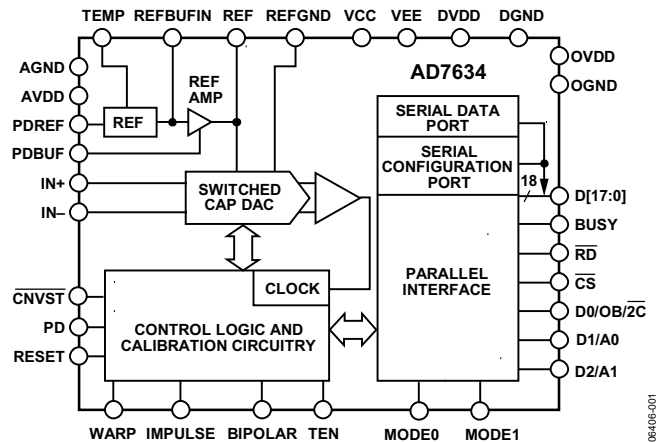 TEMP REFBUFIN REF REFGND VCC VEE DVDD DGND
OVDD
OGND
AGND
AVDD
PDREF
PDBUF
IN+
IN–
CNVST
PD
RESET
REF
REF
AMP
SWITCHED
CAP DAC
CLOCK
CONTROL LOGIC AND
CALIBRATION CIRCUITRY
AD7634
SERIAL DATA
PORT
SERIAL
CONFIGURATION
PORT
18
PARALLEL
INTERFACE
D[17:0]
BUSY
RD
CS
D0/OB/2C
D1/A0
D2/A1
WARP IMPULSE BIPOLAR TEN MODE0 MODE1
06406-001